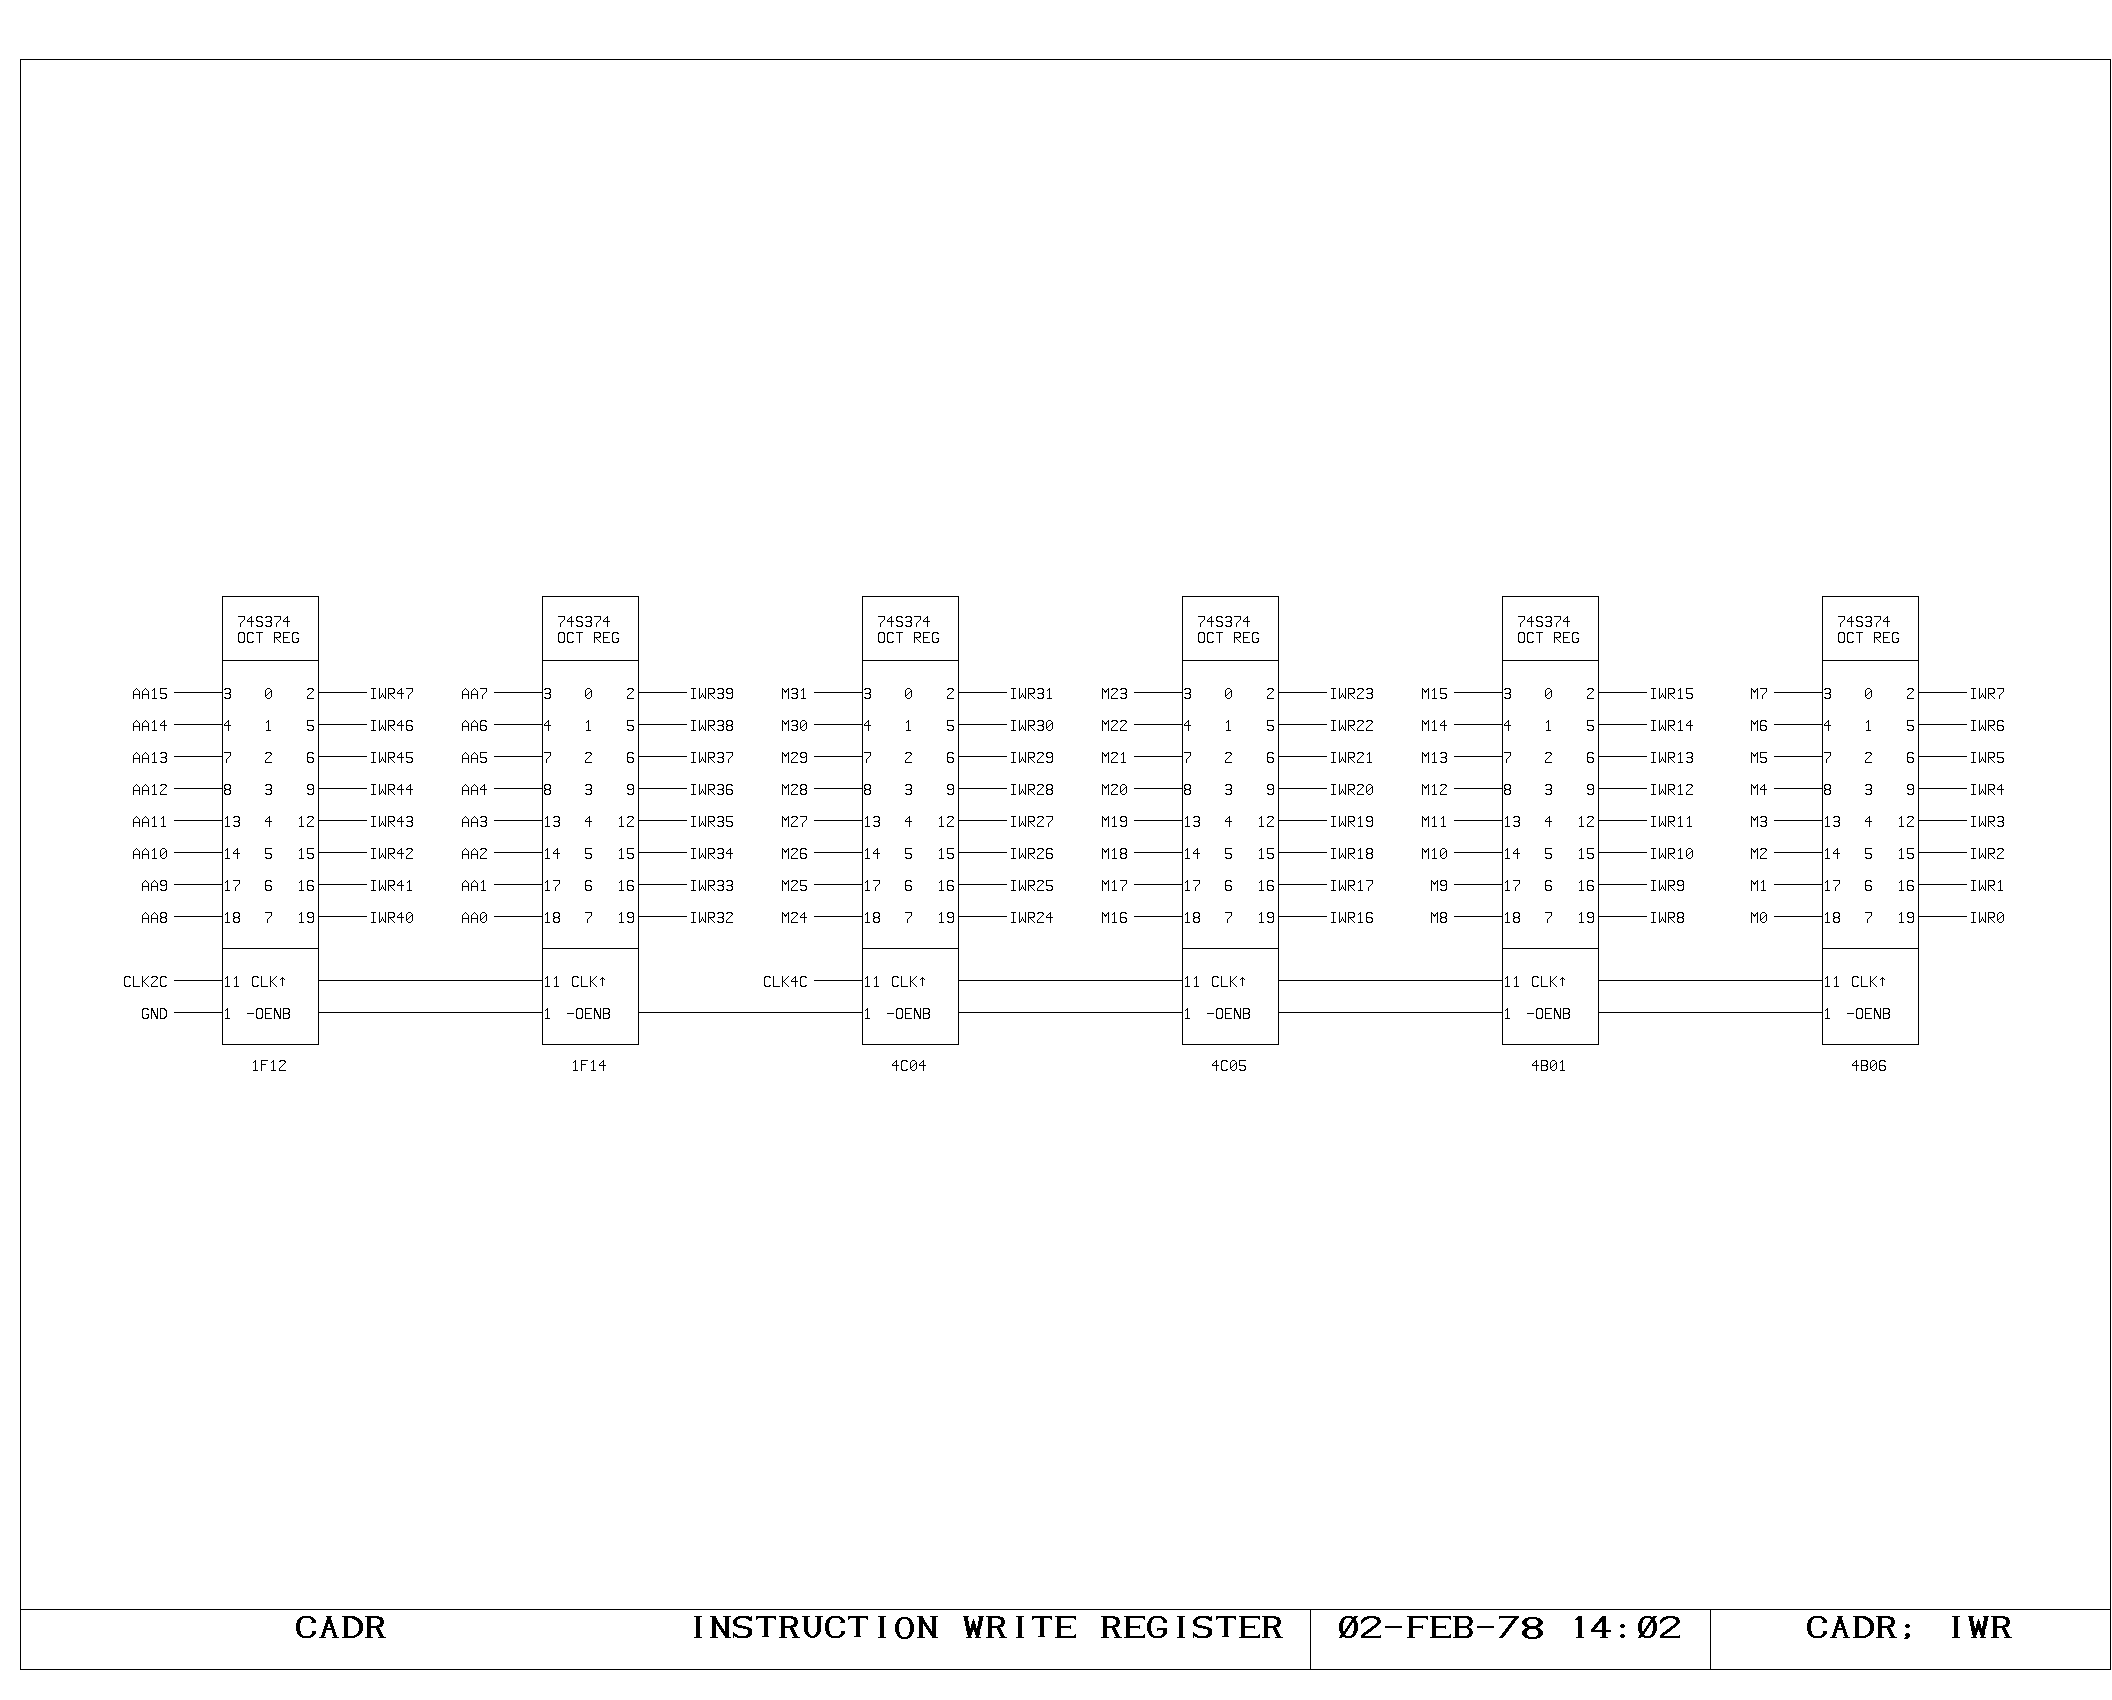 74S374 74S374 74S374 74S374 74S374 74S374
OCT REG OCT REG OCT REG OCT REG OCT REG OCT REG
AA15 3 0 2 IWR47 AA7 3 0 2 IWR39 M31 3 0 2 IWR31 M23 3 0 2 IWR23 M15 3 0 2 IWR15 M7 3 0 2 IWR7
AA14 4 1 5 IWR46 AA6 4 1 5 IWR38 M30 4 1 5 IWR30 M22 4 1 5 IWR22 M14 4 1 5 IWR14 M6 4 1 5 IWR6
AA13 7 2 6 IWR45 AA5 7 2 6 IWR37 M29 7 2 6 IWR29 M21 7 2 6 IWR21 M13 7 2 6 IWR13 M5 7 2 6 IWR5
AA12 8 3 9 IWR44 AA4 8 3 9 IWR36 M28 8 3 9 IWR28 M20 8 3 9 IWR20 M12 8 3 9 IWR12 M4 8 3 9 IWR4
AA11 13 4 12 IWR43 AA3 13 4 12 IWR35 M27 13 4 12 IWR27 M19 13 4 12 IWR19 M11 13 4 12 IWR11 M3 13 4 12 IWR3
AA10 14 5 15 IWR42 AA2 14 5 15 IWR34 M26 14 5 15 IWR26 M18 14 5 15 IWR18 M10 14 5 15 IWR10 M2 14 5 15 IWR2
AA9 17 6 16 IWR41 AA1 17 6 16 IWR33 M25 17 6 16 IWR25 M17 17 6 16 IWR17 M9 17 6 16 IWR9 M1 17 6 16 IWR1
AA8 18 7 19 IWR40 AA0 18 7 19 IWR32 M24 18 7 19 IWR24 M16 18 7 19 IWR16 M8 18 7 19 IWR8 M0 18 7 19 IWR0
CLK2C 11 CLK↑ 11 CLK↑ CLK4C 11 CLK↑ 11 CLK↑ 11 CLK↑ 11 CLK↑
GND 1 -OENB 1 -OENB 1 -OENB 1 -OENB 1 -OENB 1 -OENB
1F12 1F14 4C04 4C05 4B01 4B06
CADR INSTRUCTION WRITE REGISTER 02-FEB-78 14:02 CADR; IWR